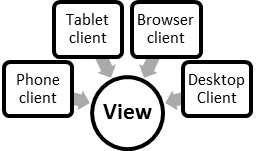 Tablet
client
Browser
client
Phone
client
Desktop
Client
View